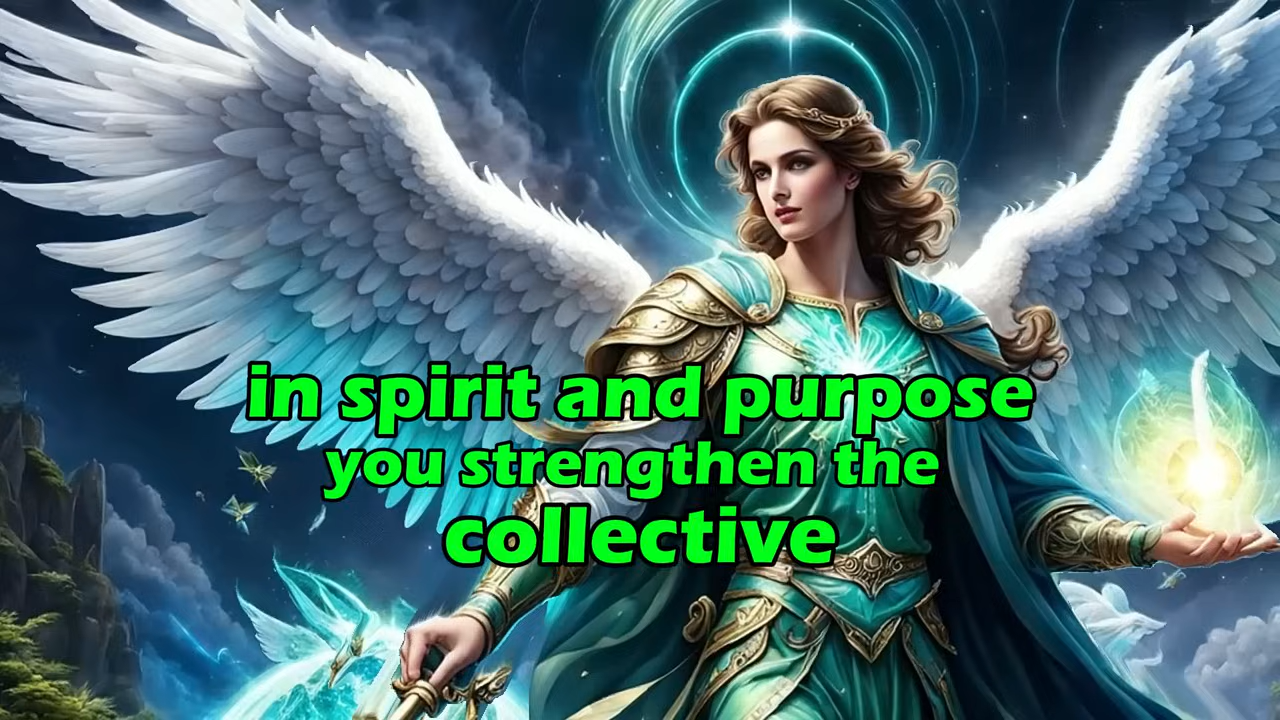 in spirit and purpose
you strengthen the
collective